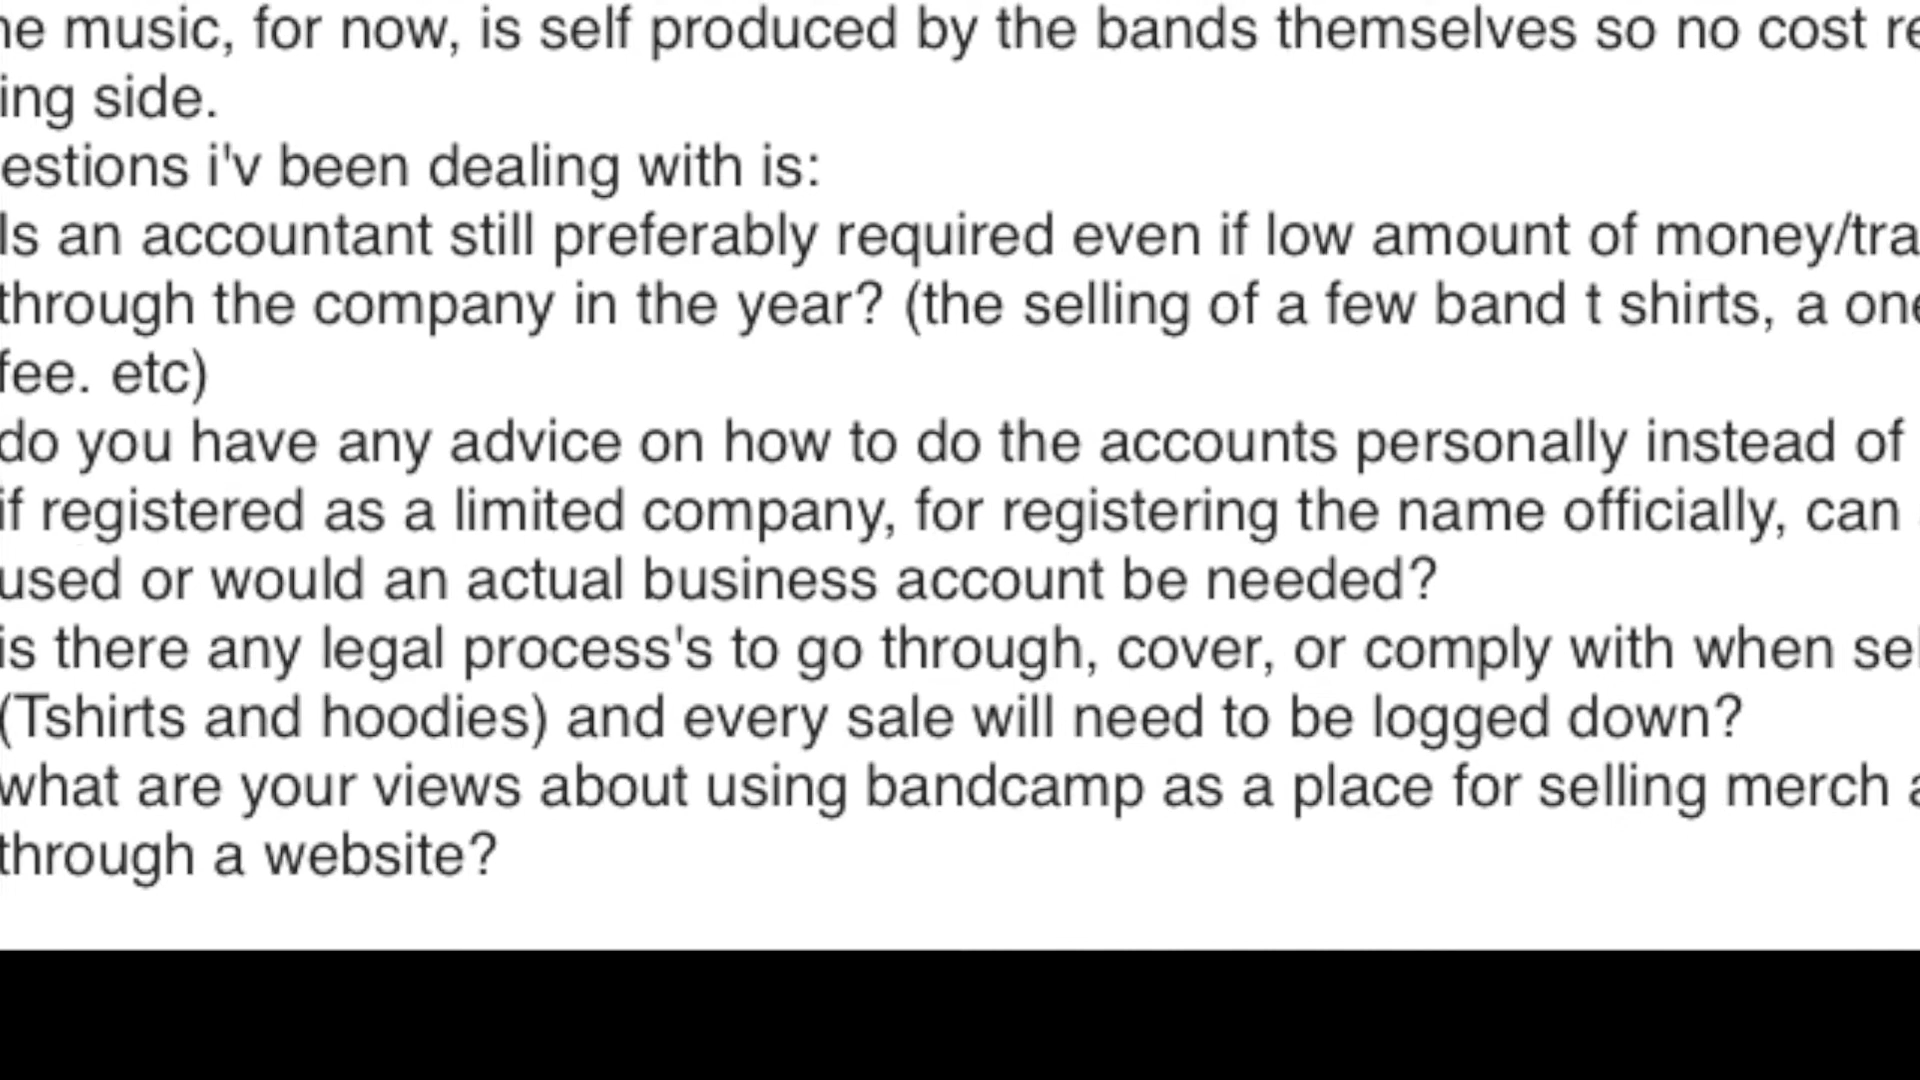 music, for now, is self produced by the bands themselves so no cost
ing side.
estions i'v been dealing with is:
Is an accountant still preferably required even if low amount of money/tra
through the company in the year? (the selling of a few band t shirts, a one
fee. etc)
do you have any advice on how to do the accounts personally instead of
if registered as a limited company, for registering the name officially, can
used or would an actual business account be needed?
is there any legal process's to go through, cover, or comply with when sel
(Tshirts and hoodies) and every sale will need to be logged down?
what are your views about using bandcamp as a place for selling merch a
through a website?